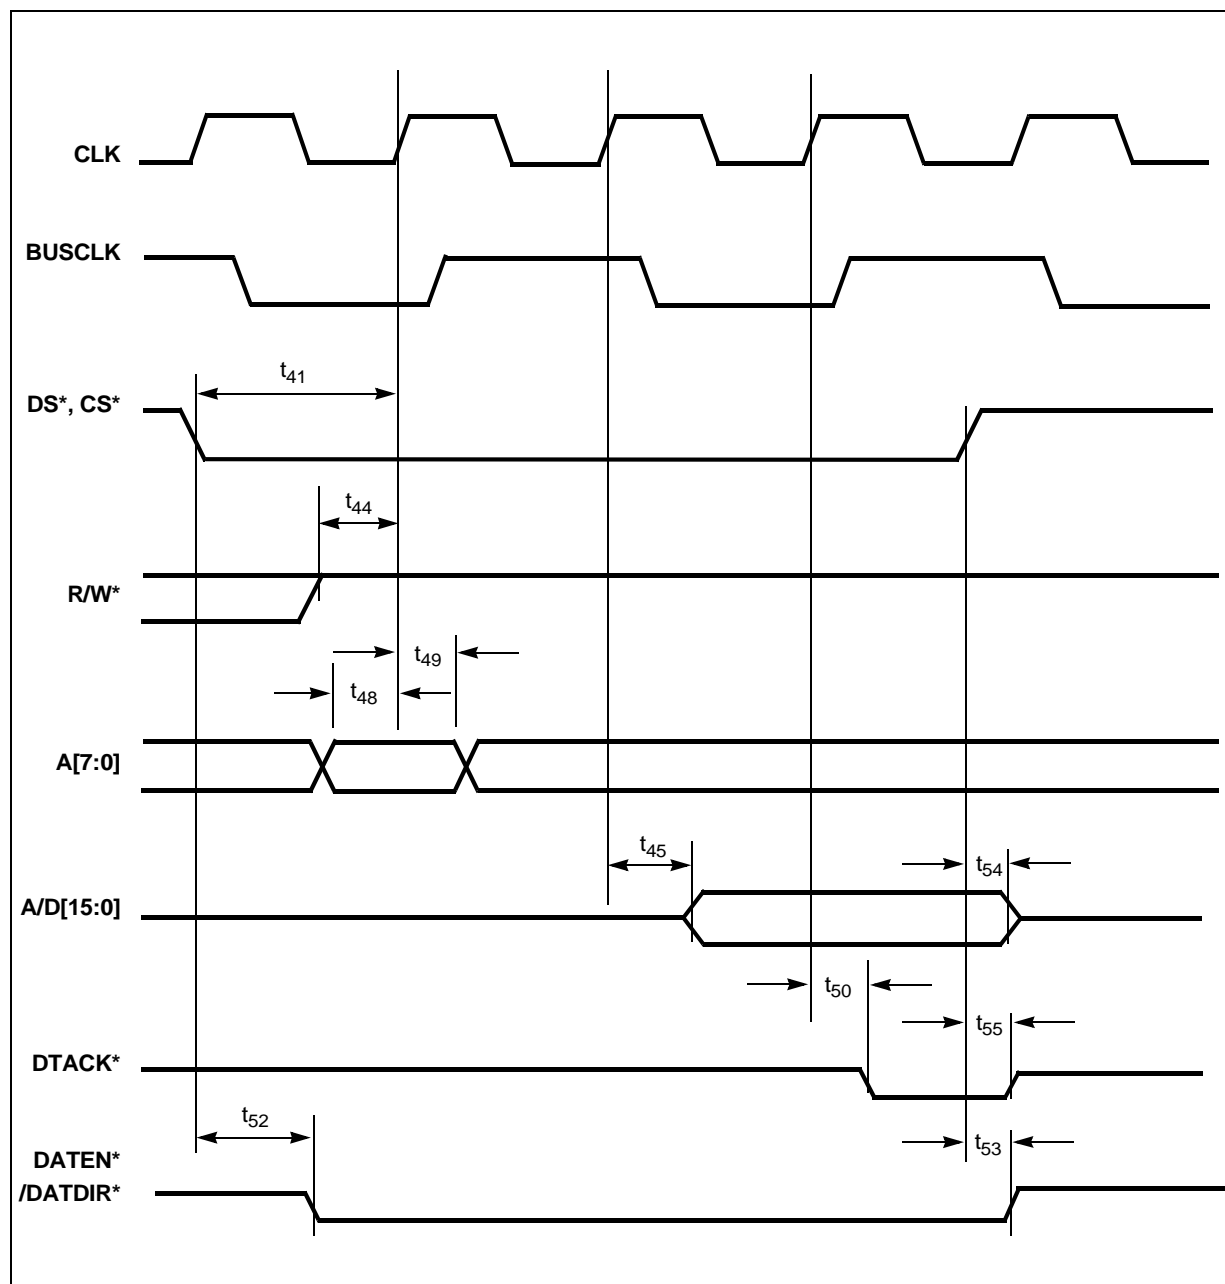 CLK
BUSCLK
t41
DS*, CS*
t44
R/W*
t49
t48
A[7:0]
t45
t54
A/D[15:0]
t50
t55
DTACK*
t52
t53
DATEN*
/DATDIR*